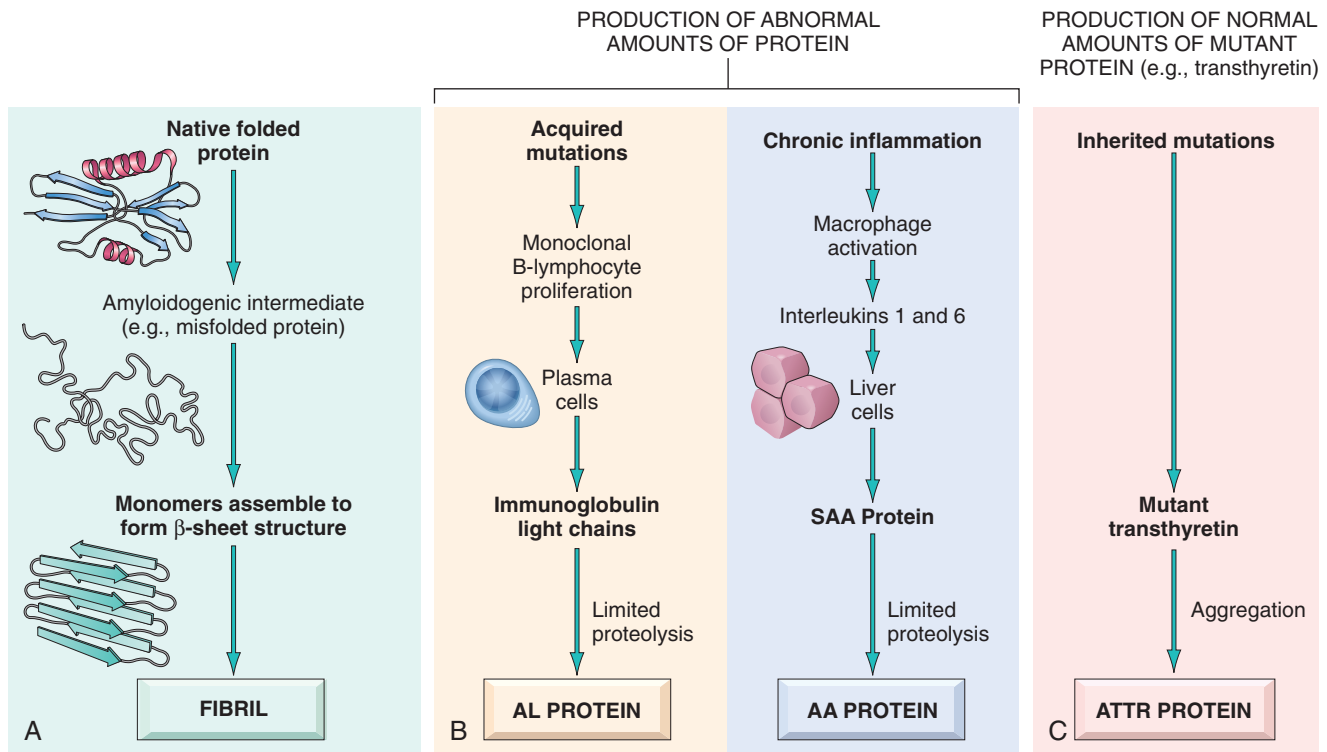 PRODUCTION OF ABNORMAL
AMOUNTS OF PROTEIN
PRODUCTION OF NORMAL
AMOUNTS OF MUTANT
PROTEIN (e.g., transthyretin)
Native folded
protein
Amyloidogenic intermediate
(e.g., misfolded protein)
Monomers assemble to
form β-sheet structure
FIBRIL
A
Acquired
mutations
Monoclonal
B-lymphocyte
proliferation
Plasma
cells
Immunoglobulin
light chains
Limited
proteolysis
AL PROTEIN
B
Chronic inflammation
Macrophage
activation
Interleukins 1 and 6
Liver
cells
SAA Protein
Limited
proteolysis
AA PROTEIN
Inherited mutations
Mutant
transthyretin
Aggregation
ATTR PROTEIN
C